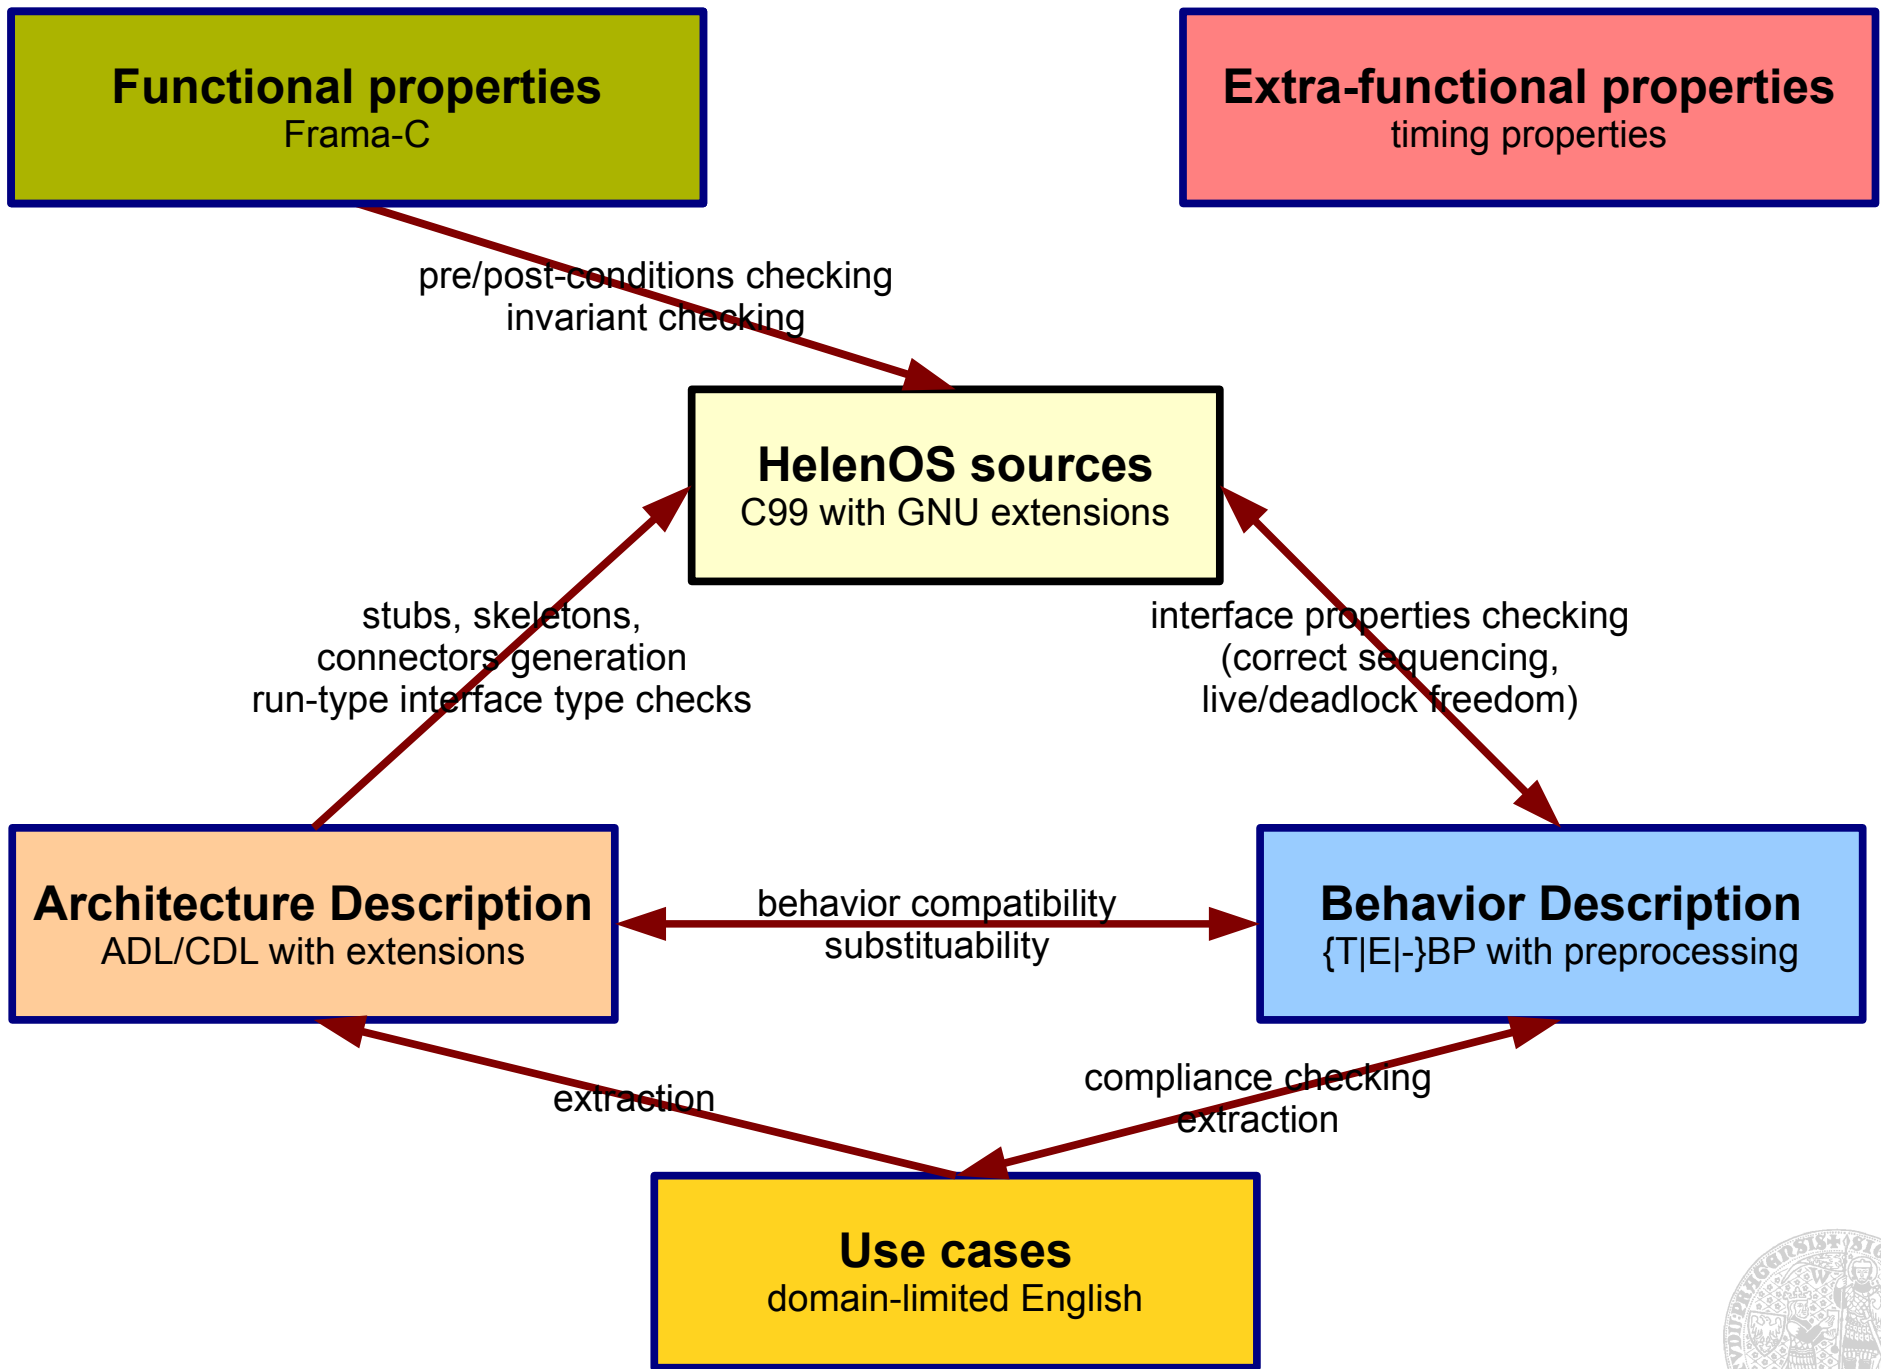 Functional properties
Frama-C
Extra-functional properties
timing properties
pre/post-conditions checking
invariant checking
HelenOS sources
C99 with GNU extensions
stubs, skeletons,
connectors generation
run-type interface type checks
interface properties checking
(correct sequencing,
live/deadlock freedom)
Architecture Description
ADL/CDL with extensions
behavior compatibility
substituability
Behavior Description
{T|E|-}BP with preprocessing
extraction
compliance checking
extraction
Use cases
domain-limited English